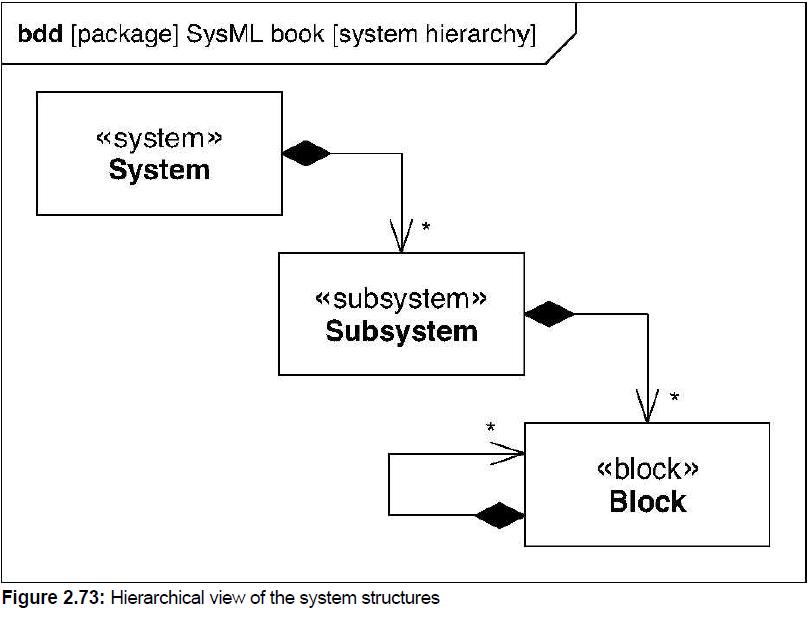 bdd [package] SysML book [system hierarchy]
«system»
System
*
«subsystem»
Subsystem
*
*
«block»
Block
Figure 2.73: Hierarchical view of the system structures